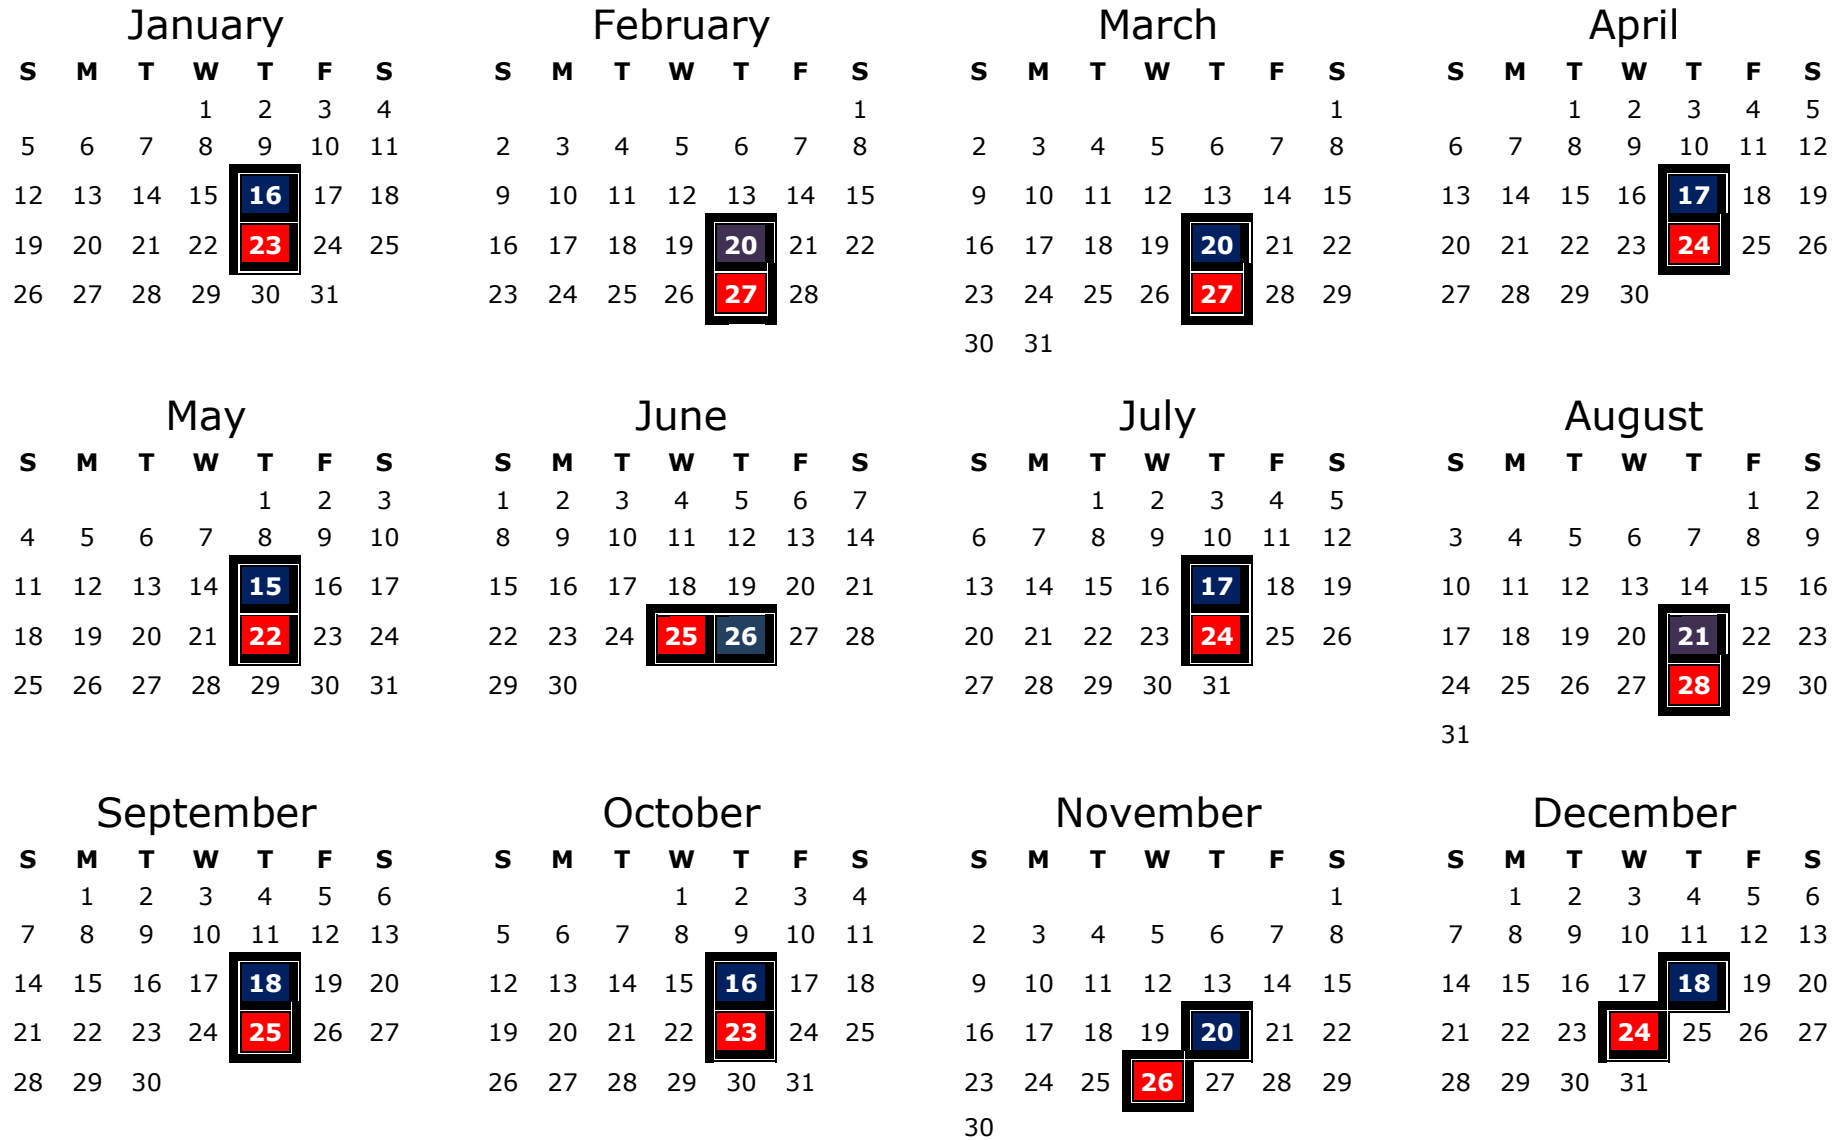 January February March April
S M T W T F S S M T W T F S S M T W T F S S M T W T F S
1 2 3 4 1 1 1 2 3 4 5
5 6 7 8 9 10 11 2 3 4 5 6 7 8 2 3 4 5 6 7 8 6 7 8 9 10 11 12
12 13 14 15 16 17 18 9 10 11 12 13 14 15 9 10 11 12 13 14 15 13 14 15 16 17 18 19
19 20 21 22 23 24 25 16 17 18 19 20 21 22 16 17 18 19 20 21 22 20 21 22 23 24 25 26
26 27 28 29 30 31 23 24 25 26 27 28 23 24 25 26 27 28 29 27 28 29 30
30 31
May June July August
S M T W T F S S M T W T F S S M T W T F S S M T W T F S
1 2 3 1 2 3 4 5 6 7 1 2 3 4 5 1 2
4 5 6 7 8 9 10 8 9 10 11 12 13 14 6 7 8 9 10 11 12 3 4 5 6 7 8 9
11 12 13 14 15 16 17 15 16 17 18 19 20 21 13 14 15 16 17 18 19 10 11 12 13 14 15 16
18 19 20 21 22 23 24 22 23 24 25 26 27 28 20 21 22 23 24 25 26 17 18 19 20 21 22 23
25 26 27 28 29 30 31 29 30 27 28 29 30 31 24 25 26 27 28 29 30
31
September October November December
S M T W T F S S M T W T F S S M T W T F S S M T W T F S
1 2 3 4 5 6 1 2 3 4 1 1 2 3 4 5 6
7 8 9 10 11 12 13 5 6 7 8 9 10 11 2 3 4 5 6 7 8 7 8 9 10 11 12 13
14 15 16 17 18 19 20 12 13 14 15 16 17 18 9 10 11 12 13 14 15 14 15 16 17 18 19 20
21 22 23 24 25 26 27 19 20 21 22 23 24 25 16 17 18 19 20 21 22 21 22 23 24 25 26 27
28 29 30 26 27 28 29 30 31 23 24 25 26 27 28 29 28 29 30 31
30